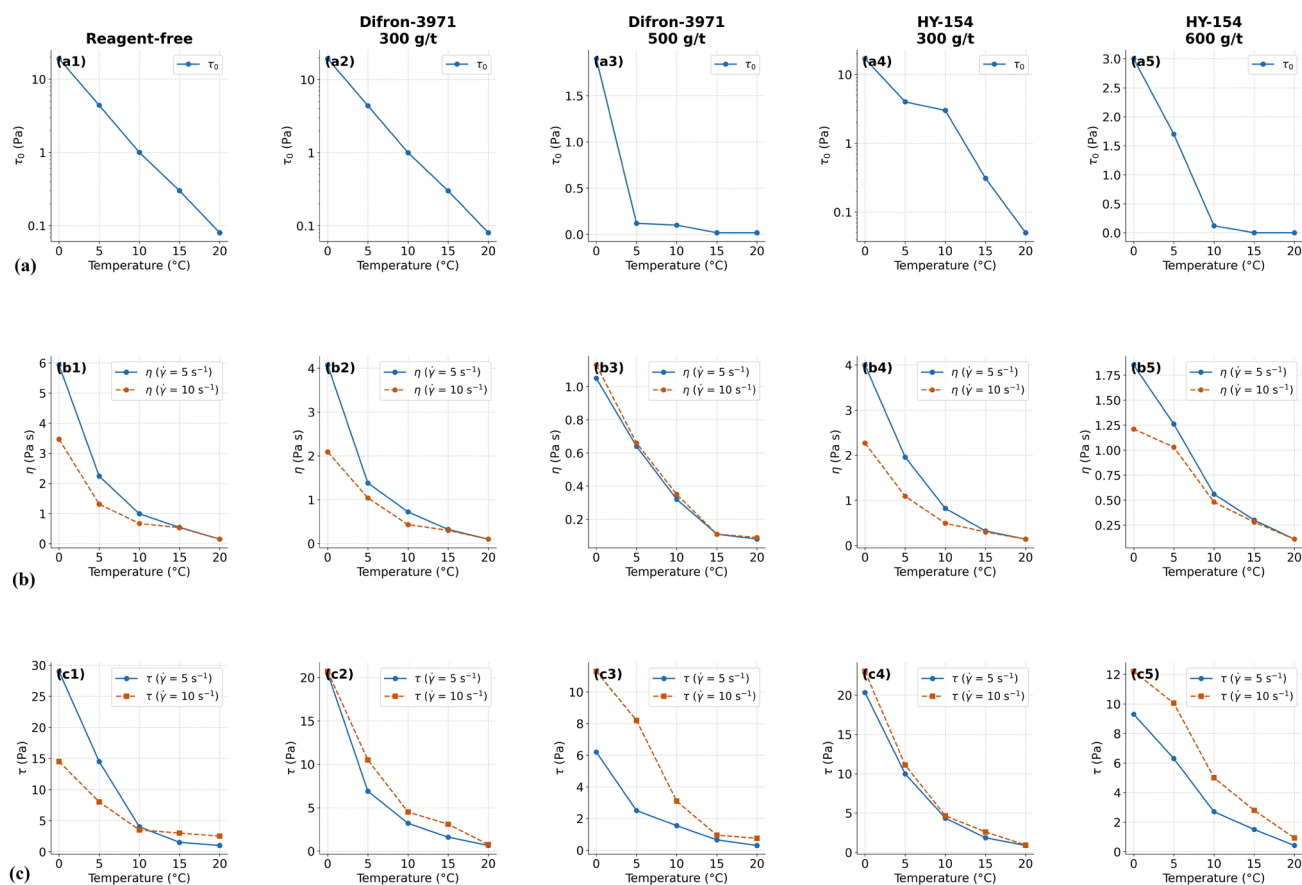 Reagent-free
Difron-3971
300 g/t
Difron-3971
500 g/t
HY-154
300 g/t
HY-154
600 g/t
(a1)
τ₀
10
1
0.1
τ₀ (Pa)
0 5 10 15 20
Temperature (°C)
(a2)
τ₀
10
1
0.1
τ₀ (Pa)
0 5 10 15 20
Temperature (°C)
(a3)
τ₀
1.5
1.0
0.5
0.0
τ₀ (Pa)
0 5 10 15 20
Temperature (°C)
(a4)
τ₀
10
1
0.1
τ₀ (Pa)
0 5 10 15 20
Temperature (°C)
(a5)
τ₀
3.0
2.5
2.0
1.5
1.0
0.5
0.0
τ₀ (Pa)
0 5 10 15 20
Temperature (°C)
(a)
(b1)
η (γ̇ = 5 s⁻¹)
η (γ̇ = 10 s⁻¹)
6
5
4
3
2
1
0
η (Pa s)
0 5 10 15 20
Temperature (°C)
(b2)
η (γ̇ = 5 s⁻¹)
η (γ̇ = 10 s⁻¹)
4
3
2
1
0
η (Pa s)
0 5 10 15 20
Temperature (°C)
(b3)
η (γ̇ = 5 s⁻¹)
η (γ̇ = 10 s⁻¹)
1.0
0.8
0.6
0.4
0.2
η (Pa s)
0 5 10 15 20
Temperature (°C)
(b4)
η (γ̇ = 5 s⁻¹)
η (γ̇ = 10 s⁻¹)
4
3
2
1
0
η (Pa s)
0 5 10 15 20
Temperature (°C)
(b5)
η (γ̇ = 5 s⁻¹)
η (γ̇ = 10 s⁻¹)
1.75
1.50
1.25
1.00
0.75
0.50
0.25
η (Pa s)
0 5 10 15 20
Temperature (°C)
(b)
(c1)
τ (γ̇ = 5 s⁻¹)
τ (γ̇ = 10 s⁻¹)
30
25
20
15
10
5
0
τ (Pa)
0 5 10 15 20
Temperature (°C)
(c2)
τ (γ̇ = 5 s⁻¹)
τ (γ̇ = 10 s⁻¹)
20
15
10
5
0
τ (Pa)
0 5 10 15 20
Temperature (°C)
(c3)
τ (γ̇ = 5 s⁻¹)
τ (γ̇ = 10 s⁻¹)
10
8
6
4
2
0
τ (Pa)
0 5 10 15 20
Temperature (°C)
(c4)
τ (γ̇ = 5 s⁻¹)
τ (γ̇ = 10 s⁻¹)
20
15
10
5
0
τ (Pa)
0 5 10 15 20
Temperature (°C)
(c5)
τ (γ̇ = 5 s⁻¹)
τ (γ̇ = 10 s⁻¹)
12
10
8
6
4
2
0
τ (Pa)
0 5 10 15 20
Temperature (°C)
(c)